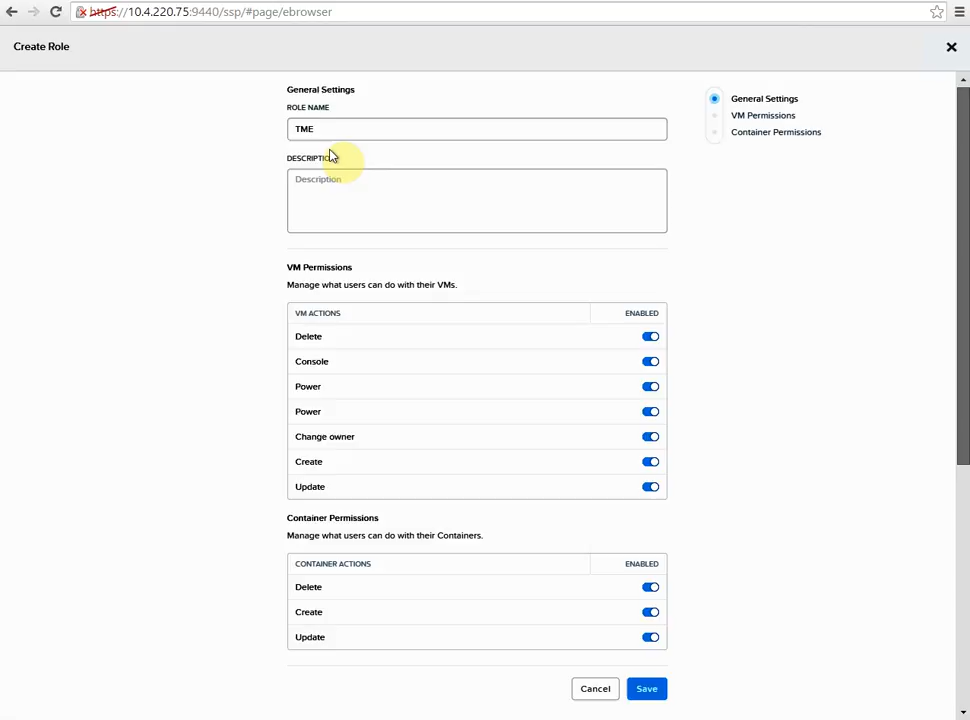 https://10.4.220.75:9440/ssp/#page/ebrowser
Create Role
General Settings
ROLE NAME
TME
DESCRIPTION
Description
VM Permissions
Manage what users can do with their VMs.
VM ACTIONS ENABLED
Delete
Console
Power
Power
Change owner
Create
Update
Container Permissions
Manage what users can do with their Containers.
CONTAINER ACTIONS ENABLED
Delete
Create
Update
Cancel Save
General Settings
VM Permissions
Container Permissions